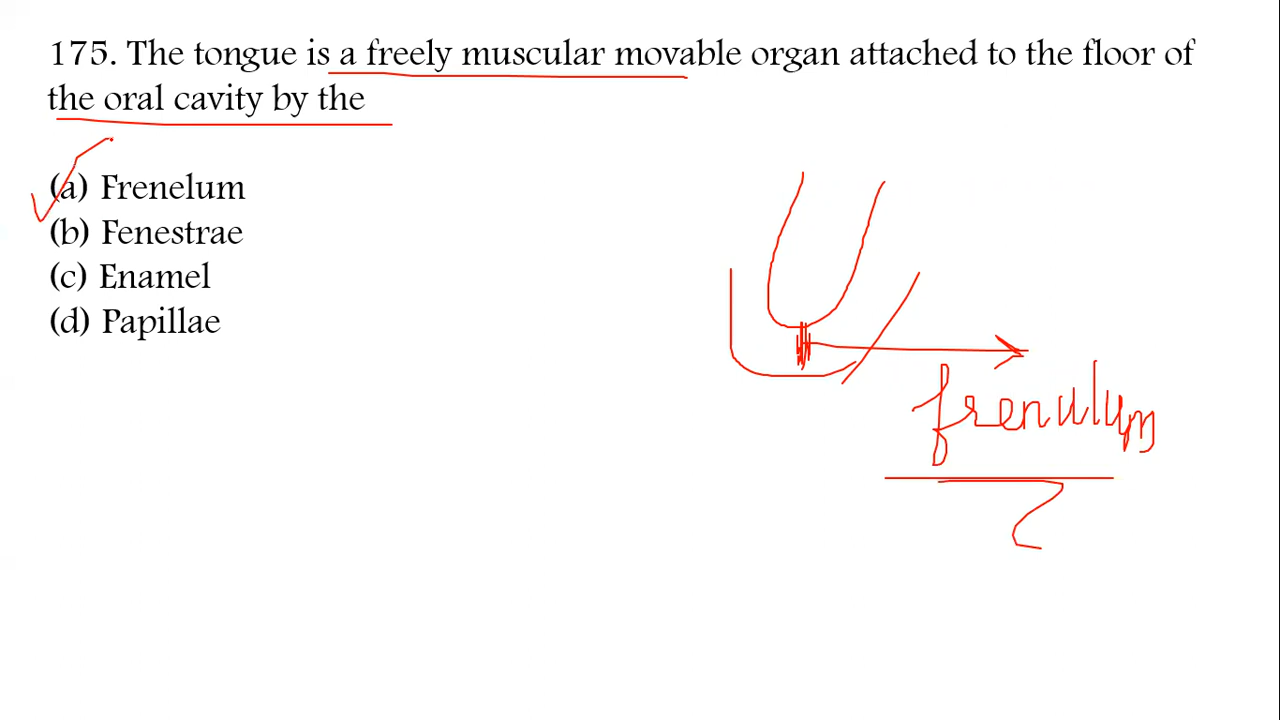 175. The tongue is a freely muscular movable organ attached to the floor of
the oral cavity by the
(a) Frenelum
(b) Fenestrae
(c) Enamel
(d) Papillae
frenulum